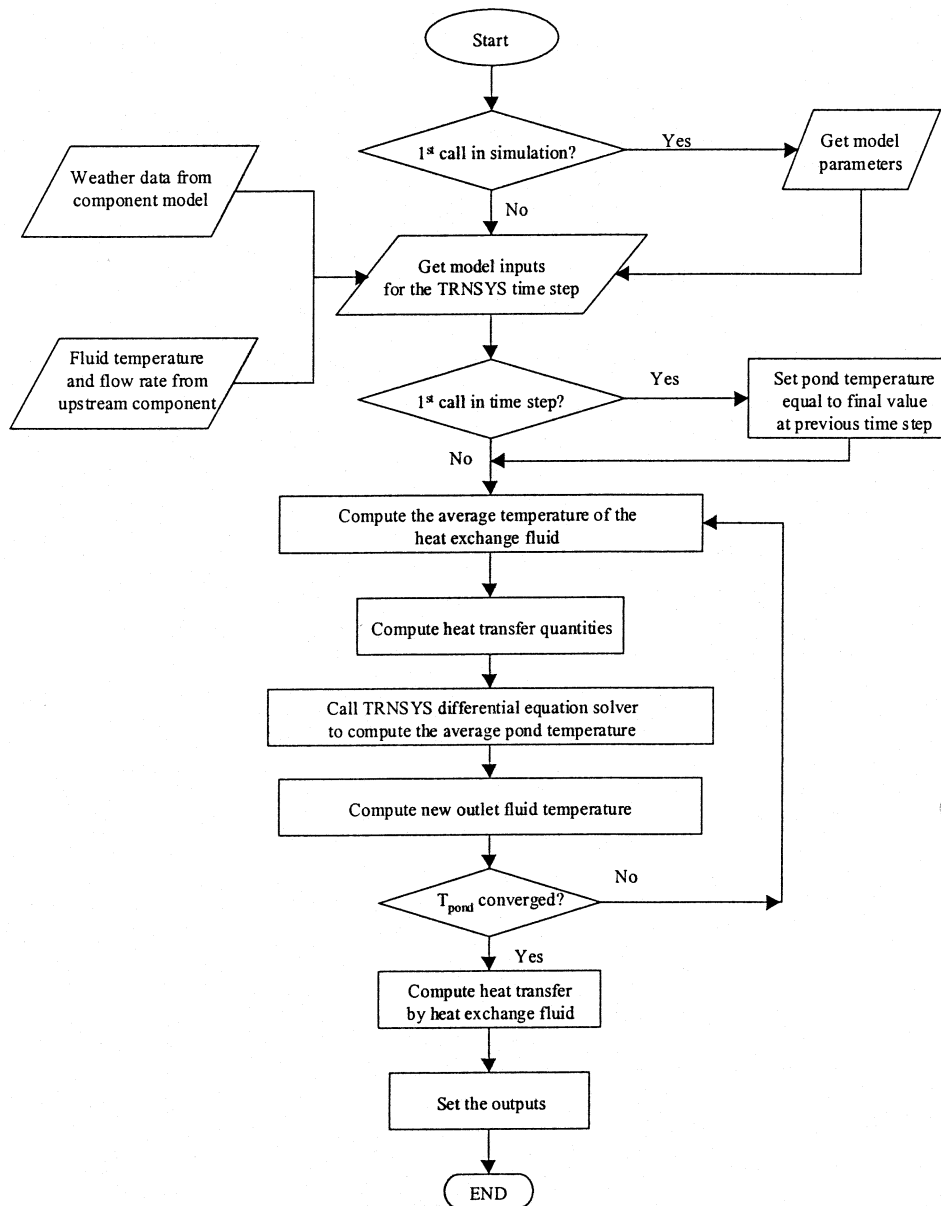 Start
1st call in simulation?
Yes
Get model
parameters
Weather data from
component model
No
Get model inputs
for the TRNSYS time step
Fluid temperature
and flow rate from
upstream component
1st call in time step?
Yes
Set pond temperature
equal to final value
at previous time step
No
Compute the average temperature of the
heat exchange fluid
Compute heat transfer quantities
Call TRNSYS differential equation solver
to compute the average pond temperature
Compute new outlet fluid temperature
Tpond converged?
No
Yes
Compute heat transfer
by heat exchange fluid
Set the outputs
END